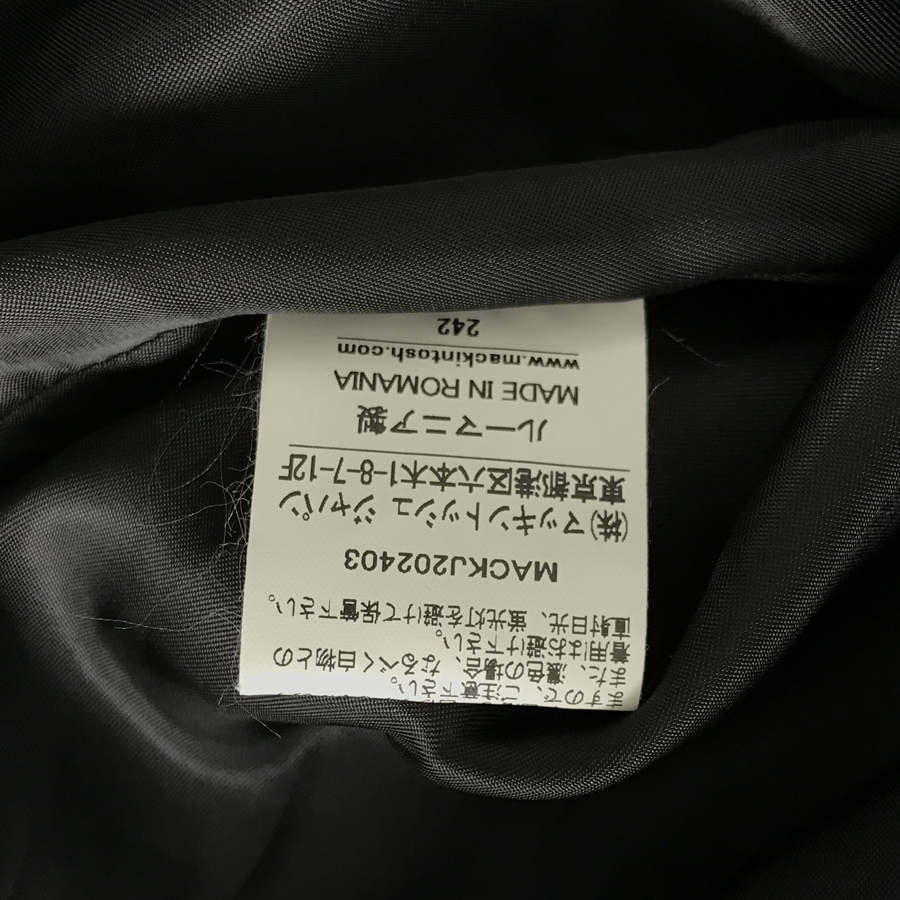 ますので、ご注意下さい。
また、濃色の場合、なるべく白物との
着用はお避け下さい。
直射日光、蛍光灯を避けて保管下さい。
MACKJ202403
(株)マッキントッシュ ジャパン
東京都港区六本木1-8-7-12F
ルーマニア製
MADE IN ROMANIA
www.mackintosh.com
242